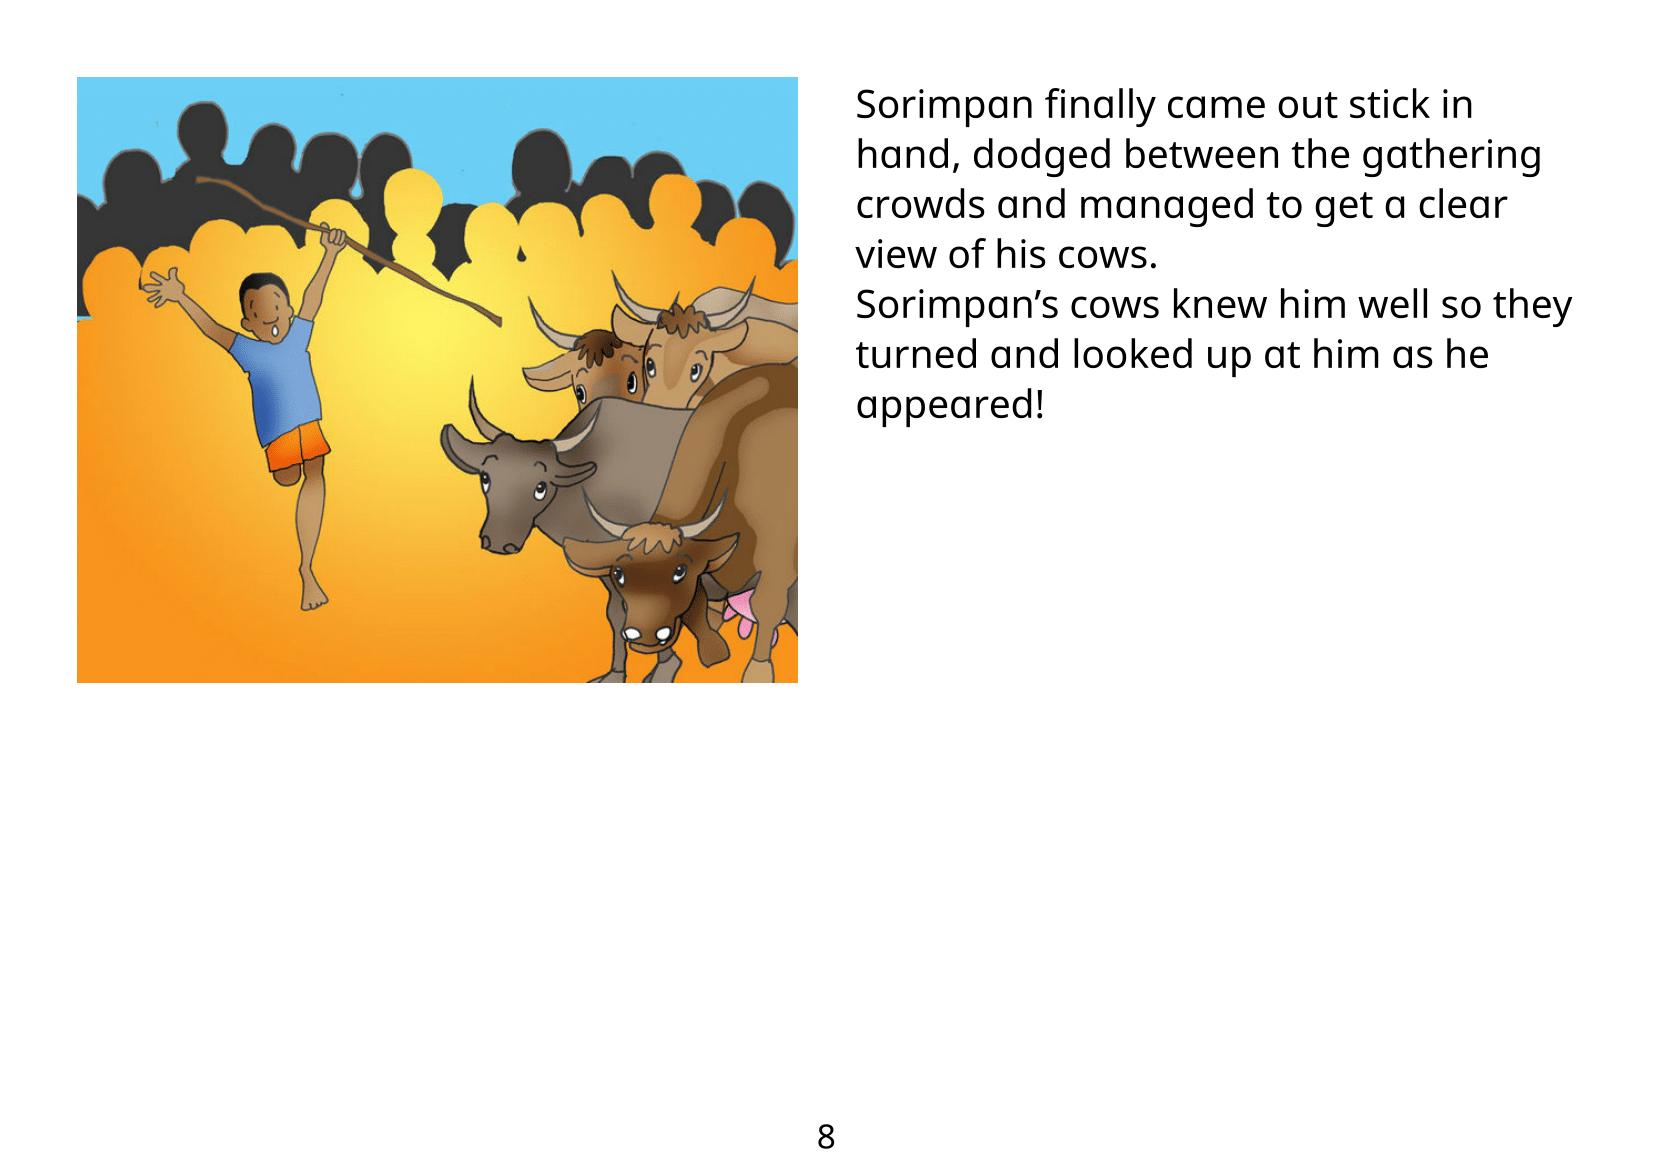 Sorimpan finally came out stick in
hand, dodged between the gathering
crowds and managed to get a clear
view of his cows.
Sorimpan’s cows knew him well so they
turned and looked up at him as he
appeared!
8